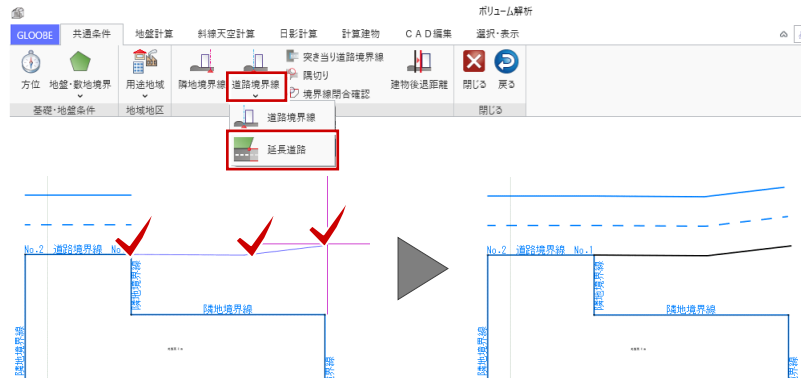 ボリューム解析
GLOOBE 共通条件 地盤計算 斜線天空計算 日影計算 計算建物 CAD編集 選択・表示
方位 地盤・敷地境界 用途地域 隣地境界線 道路境界線 突き当り道路境界線 隅切り 境界線閉合確認 建物後退距離 閉じる 戻る
基礎・地盤条件 地域地区 閉じる
道路境界線
延長道路
No.2 道路境界線 No.
隣地境界線
隣地境界線
隣地境界線
界線
No.2 道路境界線 No.1
隣地境界線
隣地境界線
隣地境界線
界線